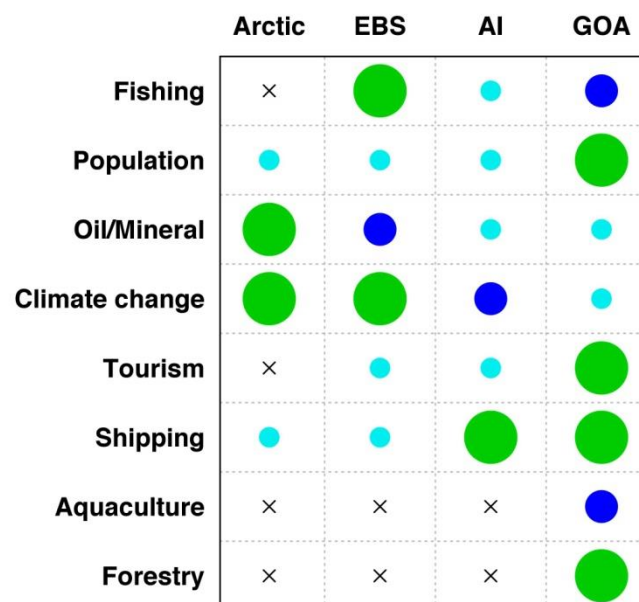 Arctic EBS AI GOA
Fishing
Population
Oil/Mineral
Climate change
Tourism
Shipping
Aquaculture
Forestry